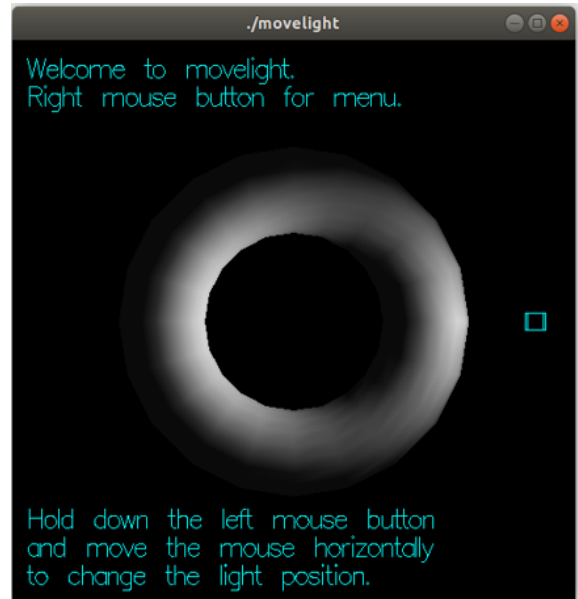 ./movelight
Welcome to movelight.
Right mouse button for menu.
Hold down the left mouse button
and move the mouse horizontally
to change the light position.